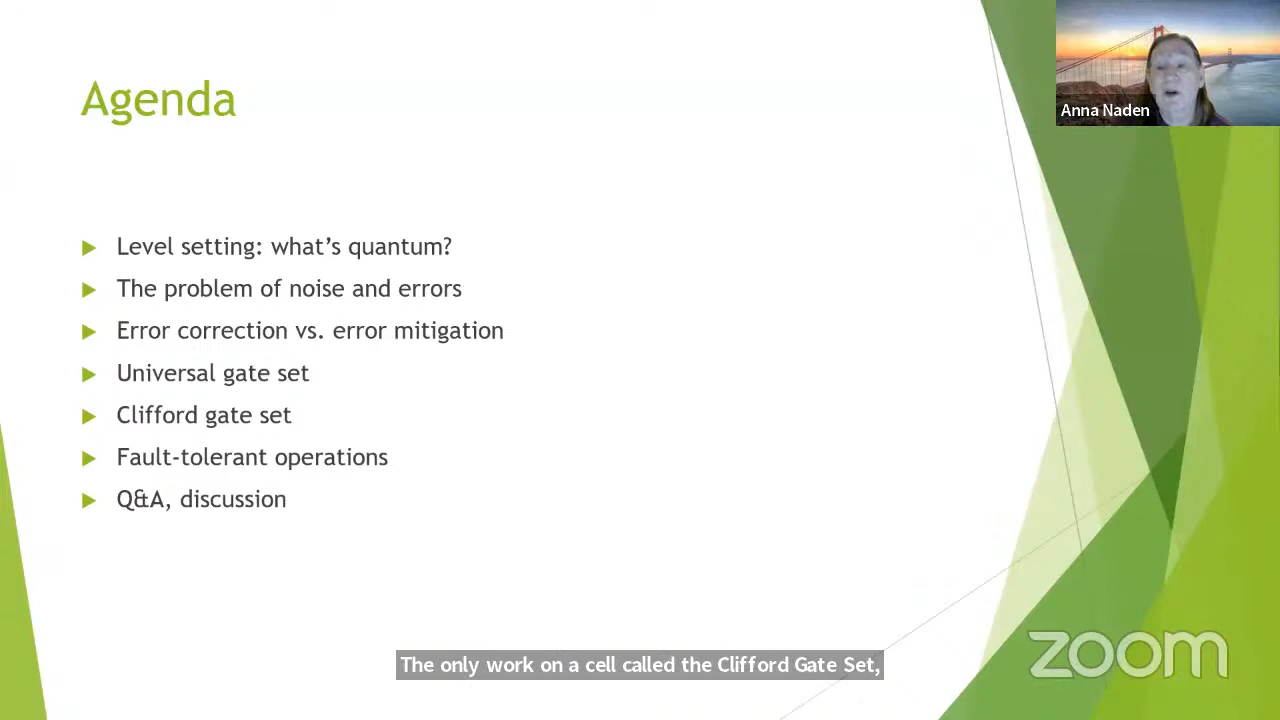 Agenda
Anna Naden
Level setting: what’s quantum?
The problem of noise and errors
Error correction vs. error mitigation
Universal gate set
Clifford gate set
Fault-tolerant operations
Q&A, discussion
The only work on a cell called the Clifford Gate Set,
zoom